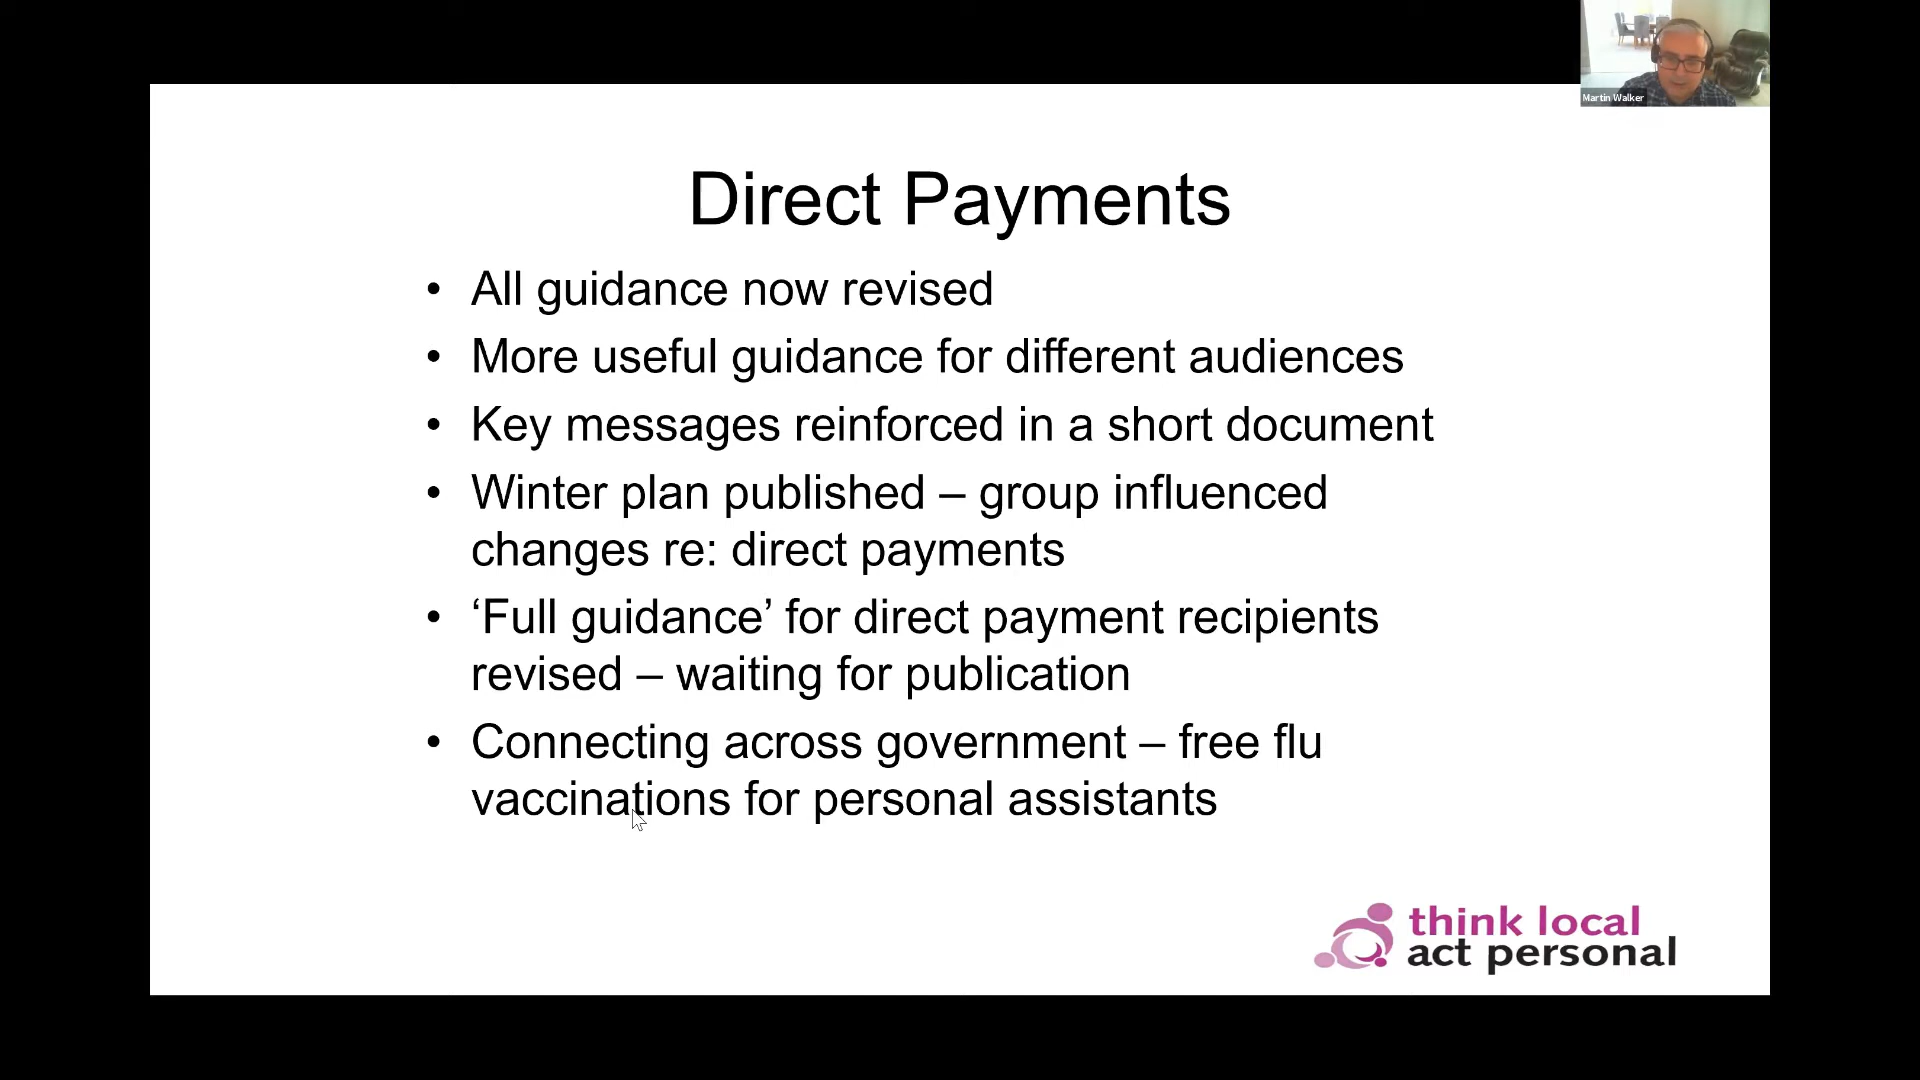 Martin Walker
Direct Payments
• All guidance now revised
• More useful guidance for different audiences
• Key messages reinforced in a short document
• Winter plan published – group influenced
changes re: direct payments
• ‘Full guidance’ for direct payment recipients
revised – waiting for publication
• Connecting across government – free flu
vaccinations for personal assistants
think local
act personal